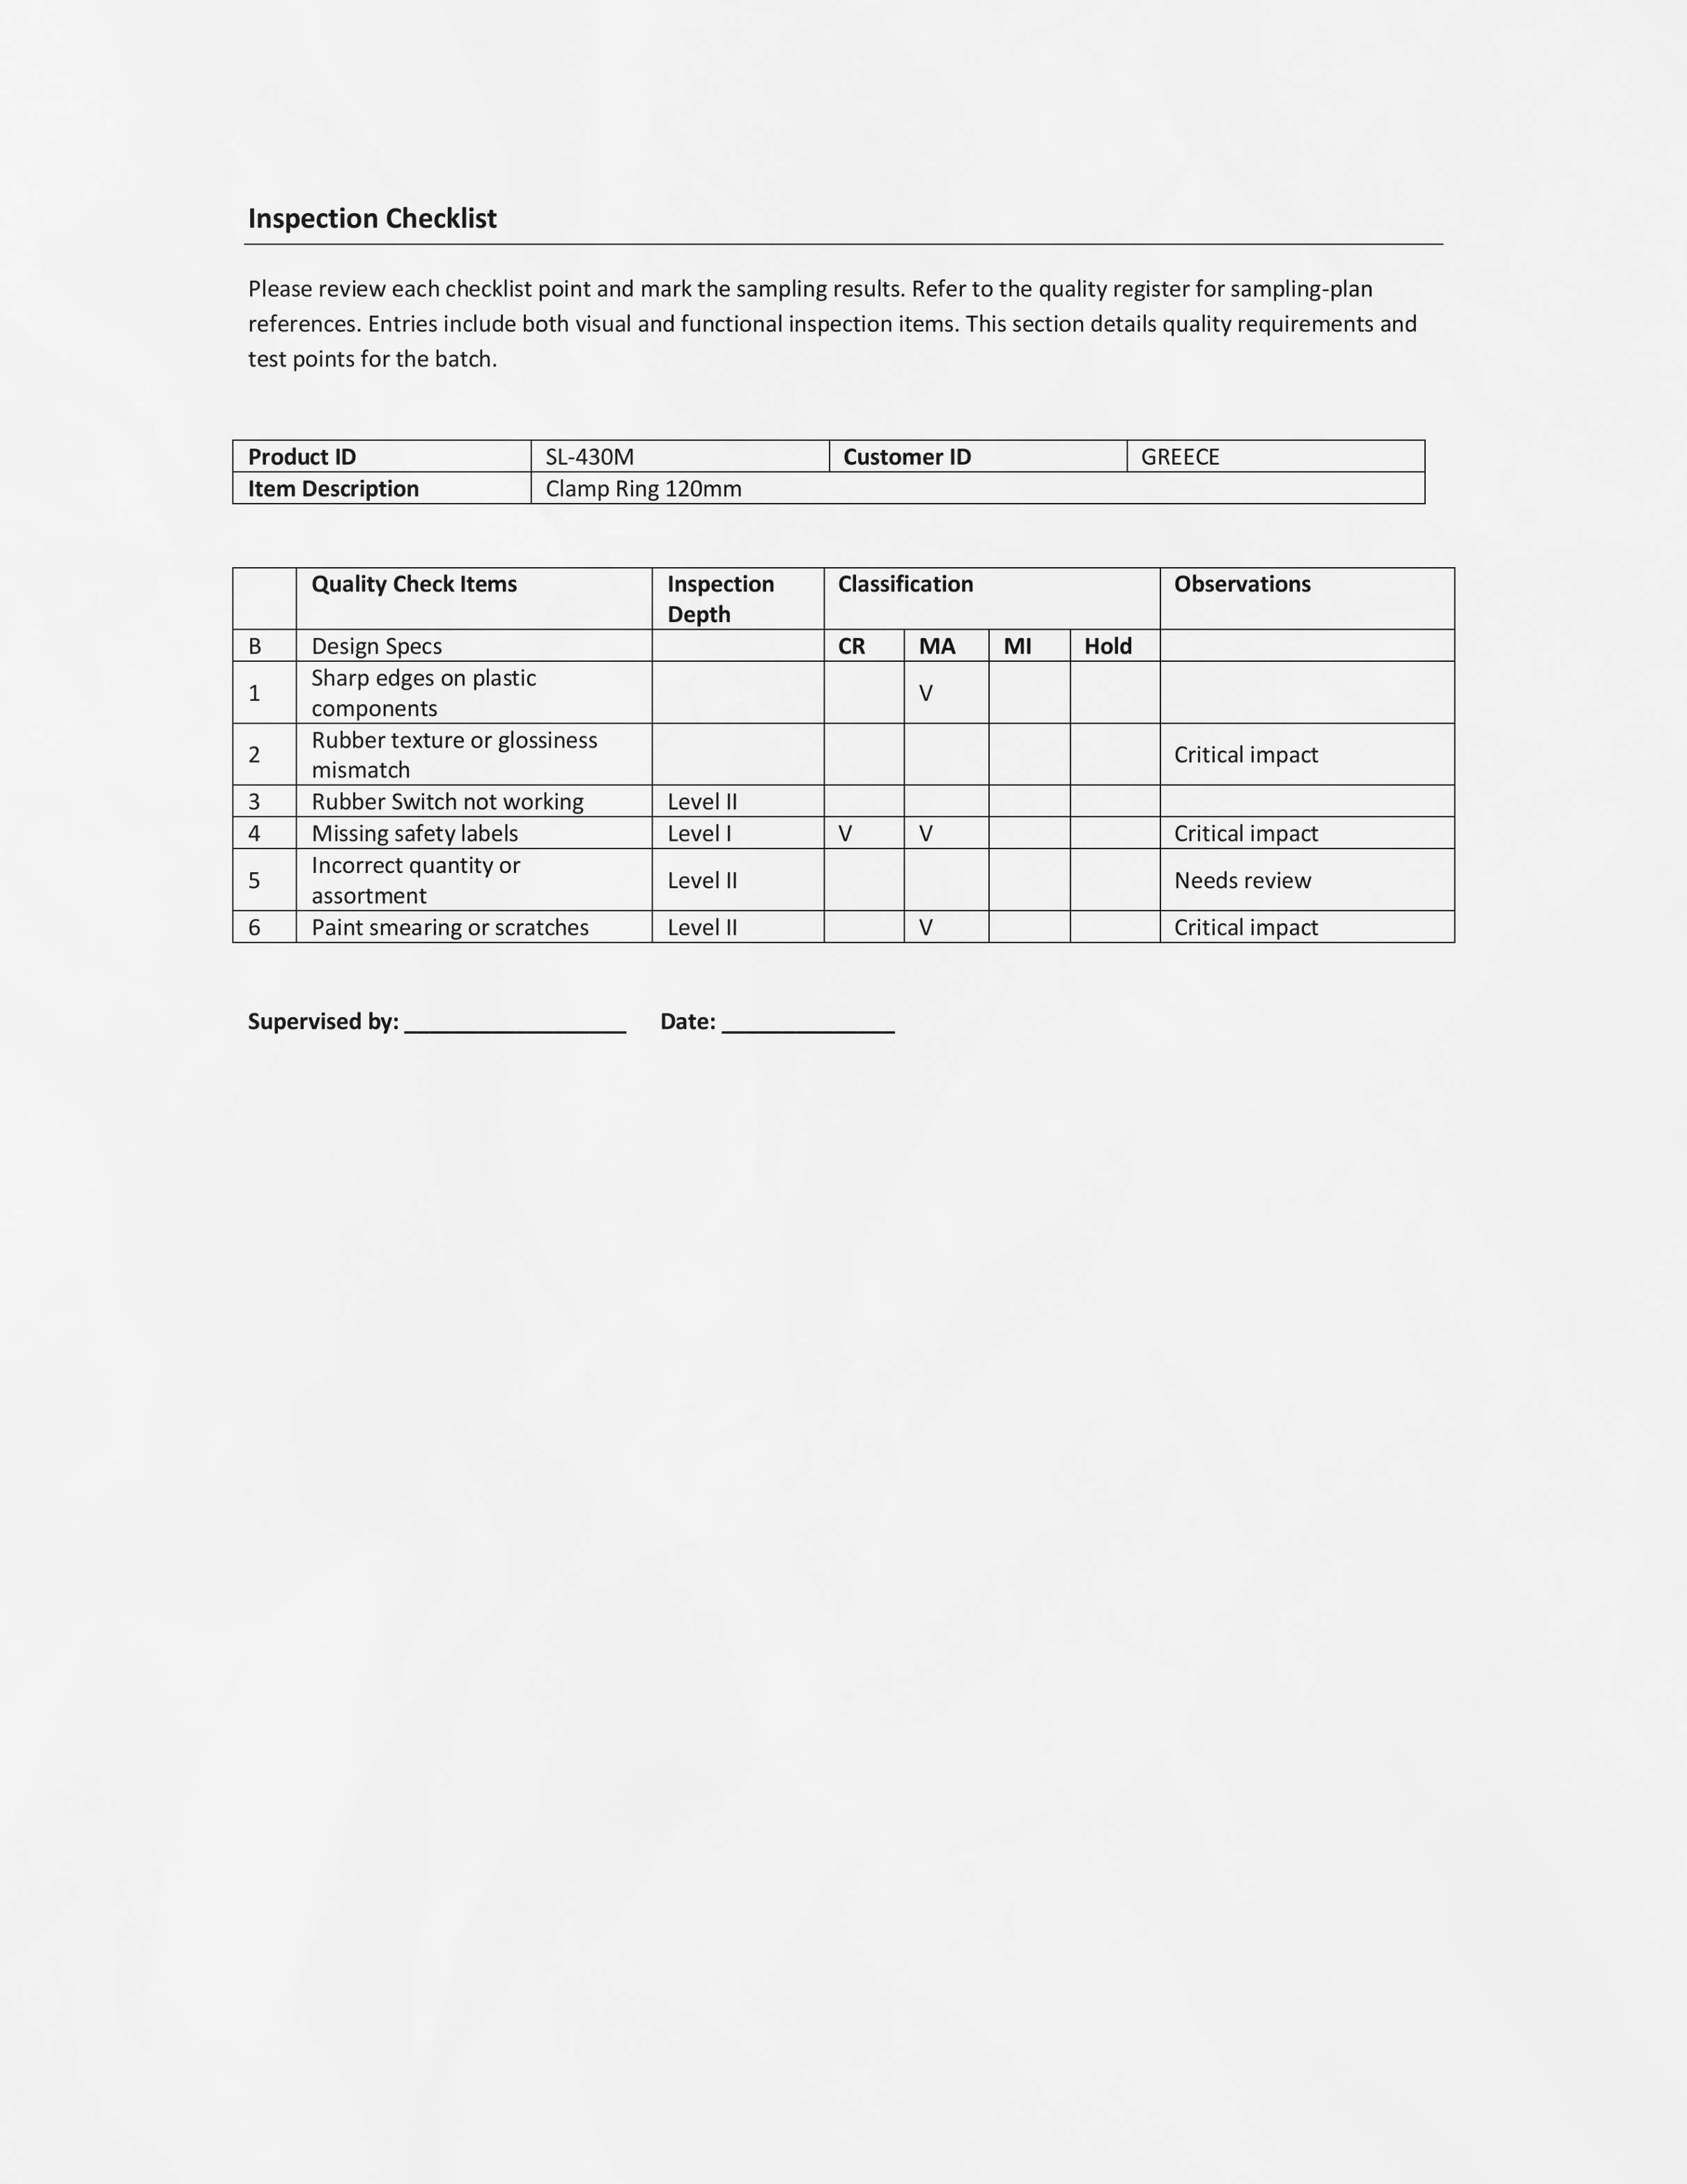 Inspection Checklist
Please review each checklist point and mark the sampling results. Refer to the quality register for sampling-plan
references. Entries include both visual and functional inspection items. This section details quality requirements and
test points for the batch.
Product ID SL-430M Customer ID GREECE
Item Description Clamp Ring 120mm
Quality Check Items Inspection Classification Observations
Depth
B Design Specs CR MA MI Hold
Sharp edges on plastic
1 V
components
Rubber texture or glossiness
2 Critical impact
mismatch
3 Rubber Switch not working Level II
4 Missing safety labels Level I V V Critical impact
Incorrect quantity or
5 Level II Needs review
assortment
6 Paint smearing or scratches Level II V Critical impact
Supervised by: __________________ Date: ______________